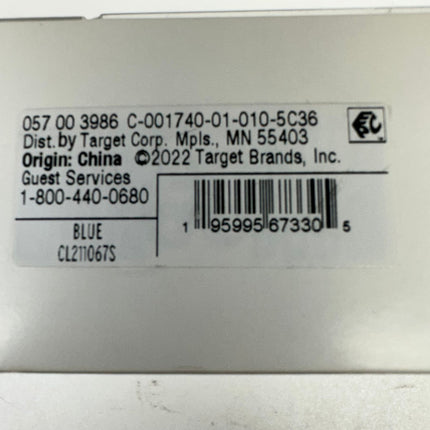 057 00 3986 C-001740-01-010-5C36
Dist. by Target Corp. Mpls., MN 55403
Origin: China ©2022 Target Brands, Inc.
Guest Services
1-800-440-0680
BLUE
CL211067S
1 95995 67330 5